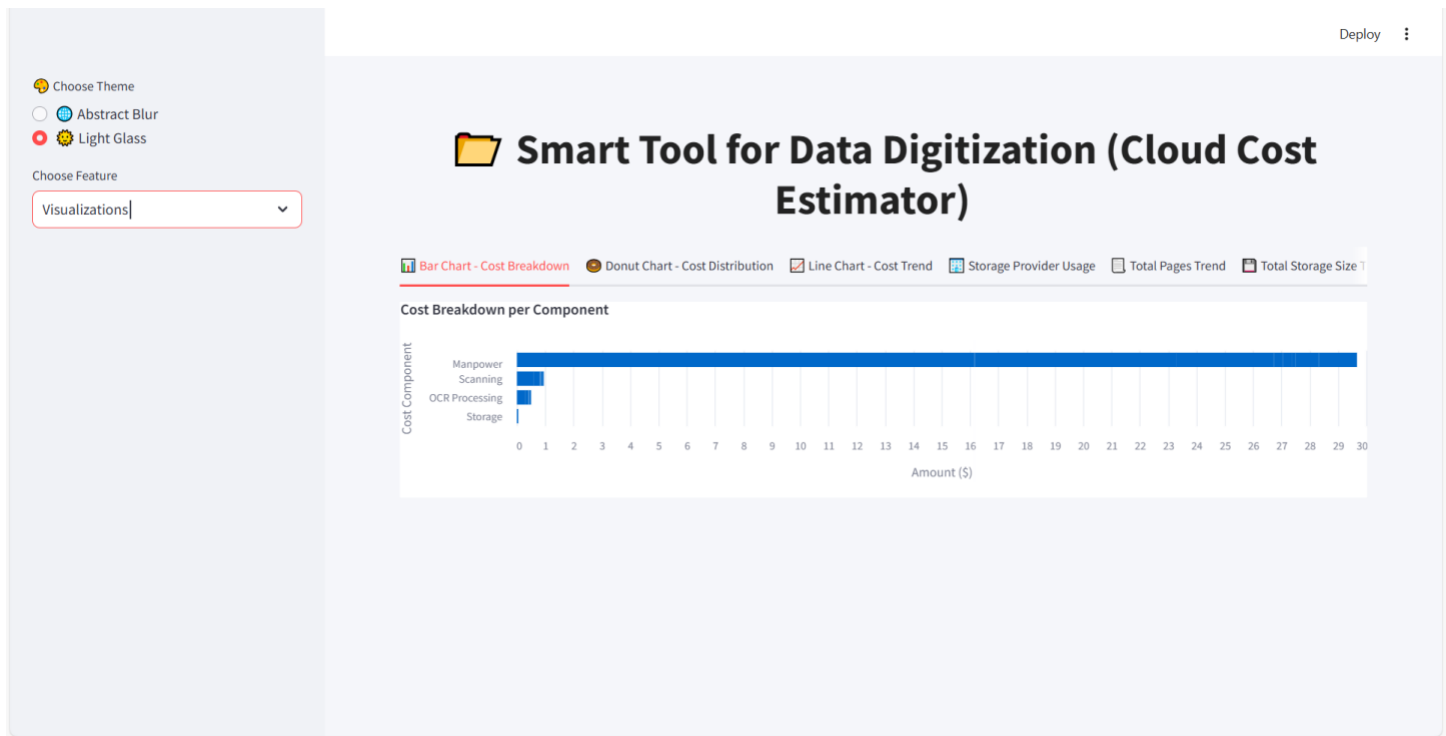 Deploy
Choose Theme
Abstract Blur
Light Glass
Choose Feature
Visualizations
Smart Tool for Data Digitization (Cloud Cost
Estimator)
Bar Chart - Cost Breakdown Donut Chart - Cost Distribution Line Chart - Cost Trend Storage Provider Usage Total Pages Trend Total Storage Size T
Cost Breakdown per Component
Cost Component
Manpower
Scanning
OCR Processing
Storage
0 1 2 3 4 5 6 7 8 9 10 11 12 13 14 15 16 17 18 19 20 21 22 23 24 25 26 27 28 29 30
Amount ($)